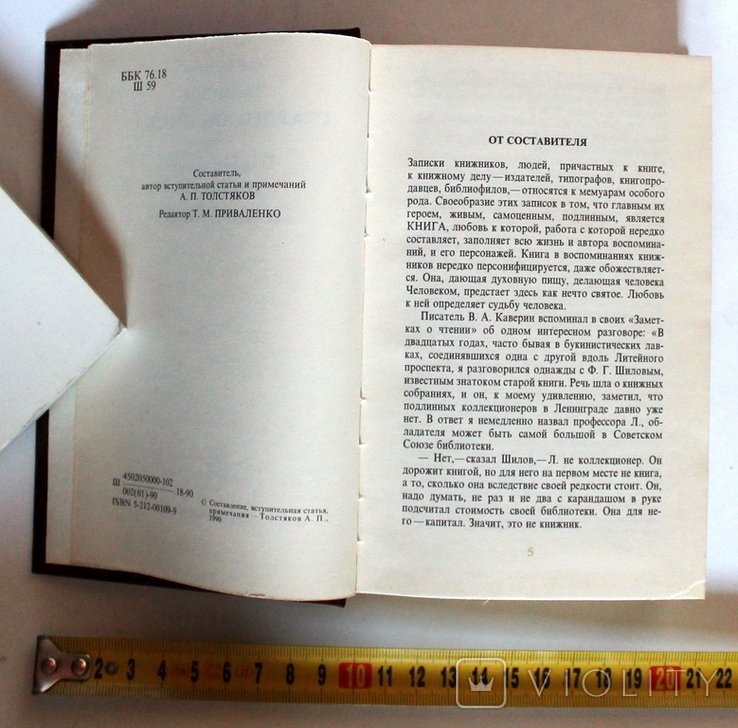 ББК 76.18
Ш 59
Составитель,
автор вступительной статьи и примечаний
А. П. ТОЛСТЯКОВ
Редактор Т. М. ПРИВАЛЕНКО
Ш 4502050000-102
002(01)-90 18-90
ISBN 5-212-00109-9
© Составление, вступительная статья,
примечания — Толстяков А. П.,
1990
ОТ СОСТАВИТЕЛЯ
Записки книжников, людей, причастных к книге,
к книжному делу — издателей, типографов, книгопро-
давцев, библиофилов,— относятся к мемуарам особого
рода. Своеобразие этих записок в том, что главным их
героем, живым, самоценным, подлинным, является
КНИГА, любовь к которой, работа с которой нередко
составляет, заполняет всю жизнь и автора воспомина-
ний, и его персонажей. Книга в воспоминаниях книж-
ников нередко персонифицируется, даже обожествляет-
ся. Она, дающая духовную пищу, делающая человека
Человеком, предстает здесь как нечто святое. Любовь
к ней определяет судьбу человека.
Писатель В. А. Каверин вспоминал в своих «Замет-
ках о чтении» об одном интересном разговоре: «В
двадцатых годах, часто бывая в букинистических лав-
ках, соединявшихся одна с другой вдоль Литейного
проспекта, я разговорился однажды с Ф. Г. Шиловым,
известным знатоком старой книги. Речь шла о книжных
собраниях, и он, к моему удивлению, заметил, что
подлинных коллекционеров в Ленинграде давно уже
нет. В ответ я немедленно назвал профессора Л., об-
ладателя может быть самой большой в Советском
Союзе библиотеки.
— Нет,— сказал Шилов,— Л. не коллекционер. Он
дорожит книгой, но для него на первом месте не книга,
а то, сколько она вследствие своей редкости стоит. Он,
надо думать, не раз и не два с карандашом в руке
подсчитал стоимость своей библиотеки. Она для не-
го — капитал. Значит, это не книжник.
5
2 3 4 5 6 7 8 9 10 11 12 13 14 15 16 17 18 19 20 21 22
VIOLITY